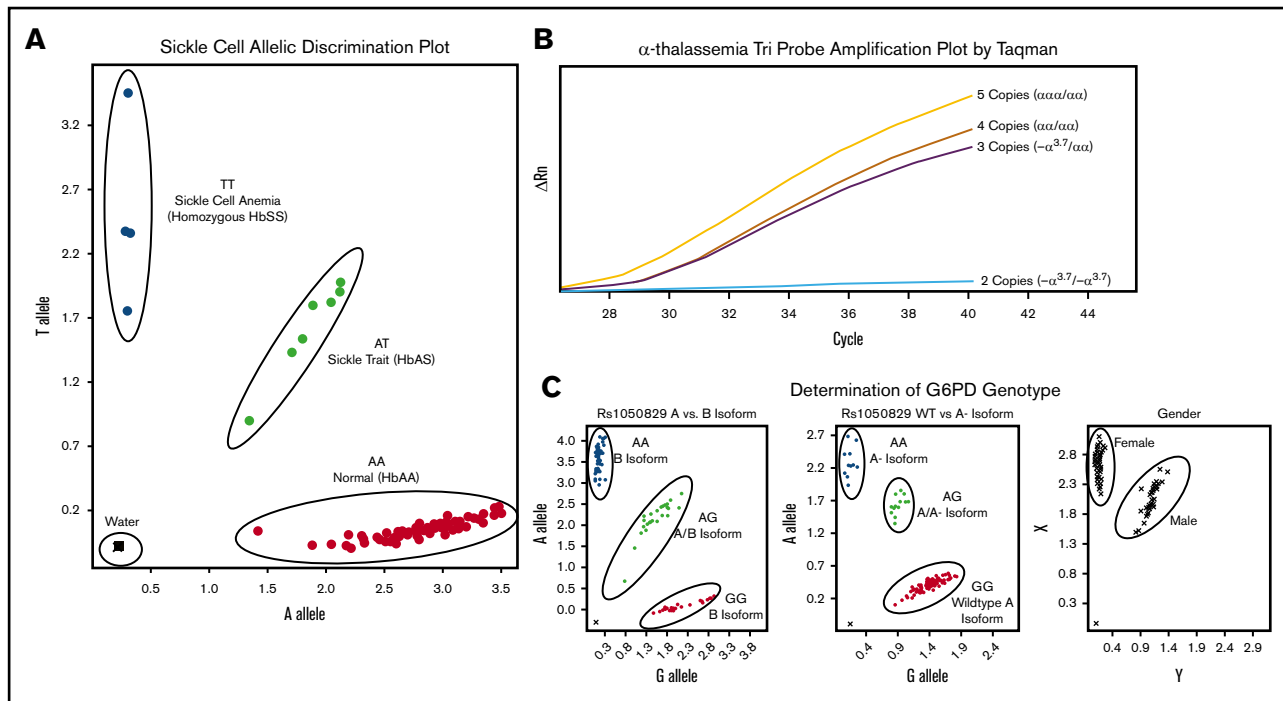 A
Sickle Cell Allelic Discrimination Plot
T allele
3.2
2.7
2.2
1.7
1.2
0.7
0.2
TT
Sickle Cell Anemia
(Homozygous HbSS)
AT
Sickle Trait (HbAS)
AA
Normal (HbAA)
Water
0.5
1.0
1.5
2.0
2.5
3.0
3.5
A allele
B
α-thalassemia Tri Probe Amplification Plot by Taqman
ΔRn
5 Copies (ααα/αα)
4 Copies (αα/αα)
3 Copies (−α3.7/αα)
2 Copies (−α3.7/−α3.7)
28
30
32
34
36
38
40
42
44
Cycle
C
Determination of G6PD Genotype
Rs1050829 A vs. B Isoform
A allele
4.0
3.5
3.0
2.5
2.0
1.5
1.0
0.5
0.0
AA
B Isoform
AG
A/B Isoform
GG
B Isoform
0.3
0.8
1.3
1.8
2.3
2.8
3.8
G allele
Rs1050829 WT vs A- Isoform
A allele
2.7
2.2
1.7
1.2
0.7
0.2
AA
A- Isoform
AG
A/A- Isoform
GG
Wildtype A
Isoform
0.4
0.9
1.4
1.9
2.4
G allele
Gender
X
2.8
2.3
1.8
1.3
0.8
0.3
Female
Male
0.4
0.9
1.4
1.9
2.4
2.9
Y